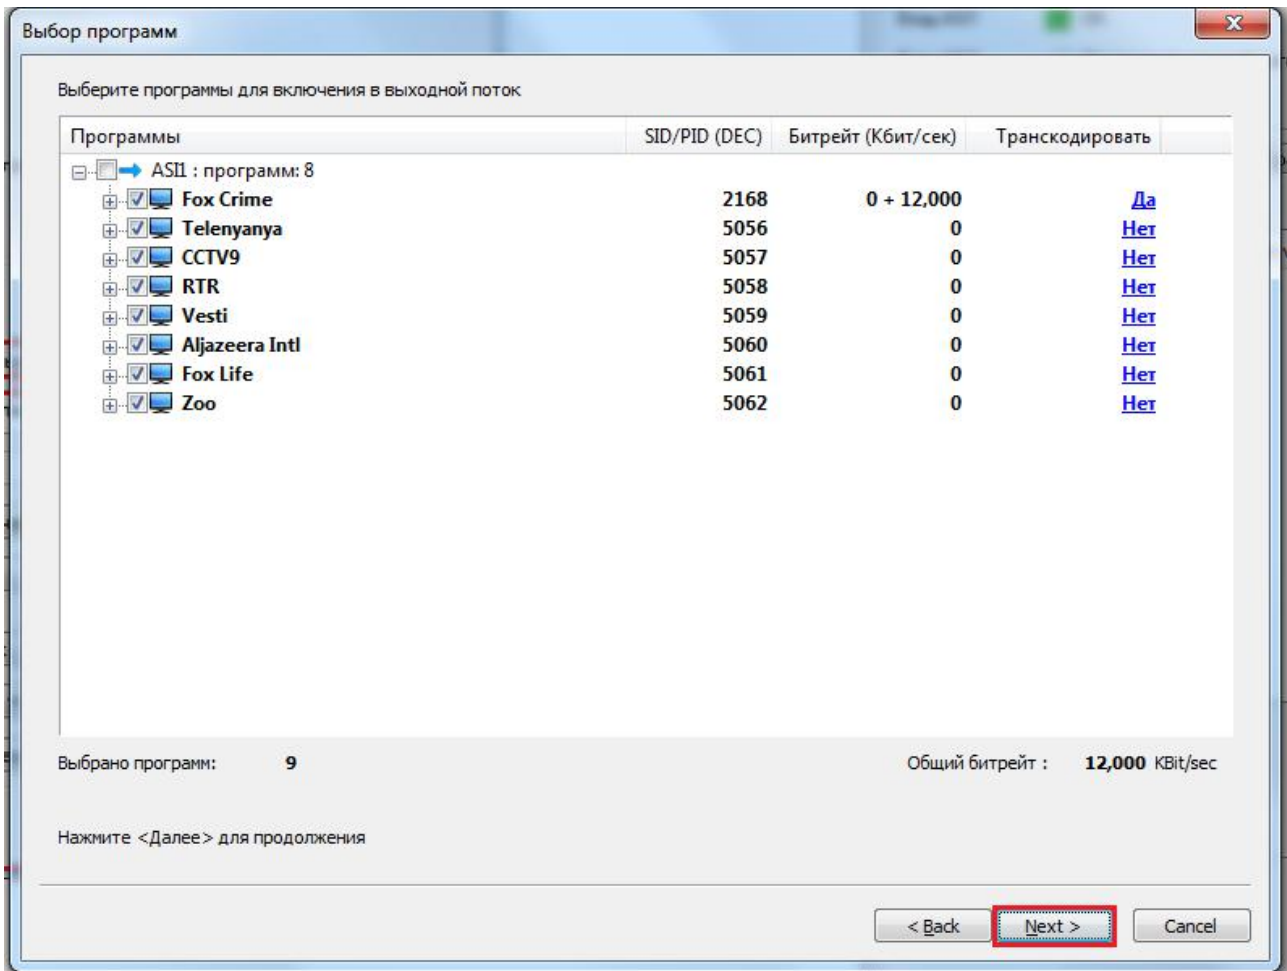 Выбор программ
Выберите программы для включения в выходной поток
Программы SID/PID (DEC) Битрейт (Кбит/сек) Транскодировать
ASI1 : программ: 8
Fox Crime 2168 0 + 12,000 Да
Telenyanya 5056 0 Нет
CCTV9 5057 0 Нет
RTR 5058 0 Нет
Vesti 5059 0 Нет
Aljazeera Intl 5060 0 Нет
Fox Life 5061 0 Нет
Zoo 5062 0 Нет
Выбрано программ: 9 Общий битрейт : 12,000 KBit/sec
Нажмите <Далее> для продолжения
< Back Next > Cancel